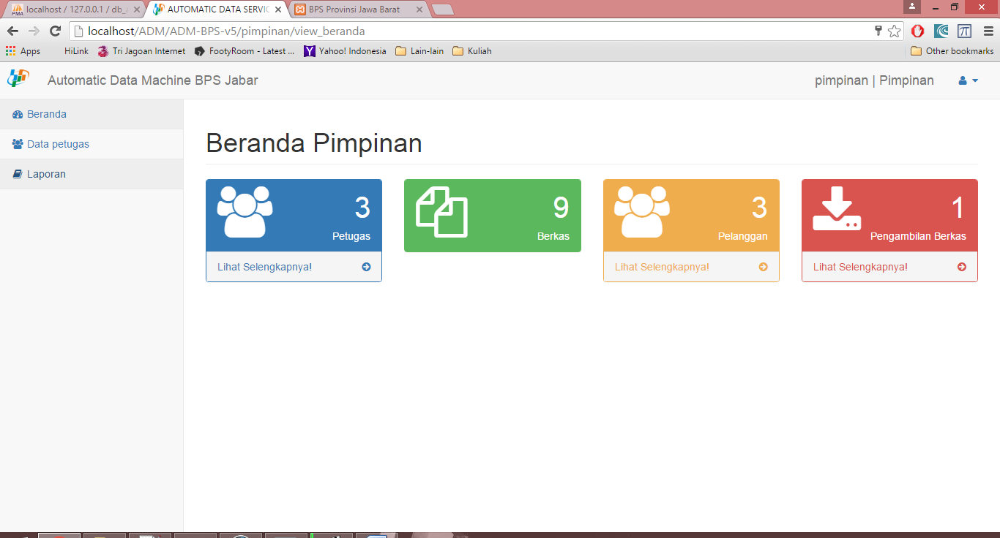 localhost / 127.0.0.1 / db_
AUTOMATIC DATA SERVIC
BPS Provinsi Jawa Barat
localhost/ADM/ADM-BPS-v5/pimpinan/view_beranda
Apps
HiLink
Tri Jagoan Internet
FootyRoom - Latest ...
Yahoo! Indonesia
Lain-lain
Kuliah
Other bookmarks
Automatic Data Machine BPS Jabar
pimpinan | Pimpinan
Beranda
Data petugas
Laporan
Beranda Pimpinan
3
Petugas
Lihat Selengkapnya!
9
Berkas
3
Pelanggan
Lihat Selengkapnya!
1
Pengambilan Berkas
Lihat Selengkapnya!